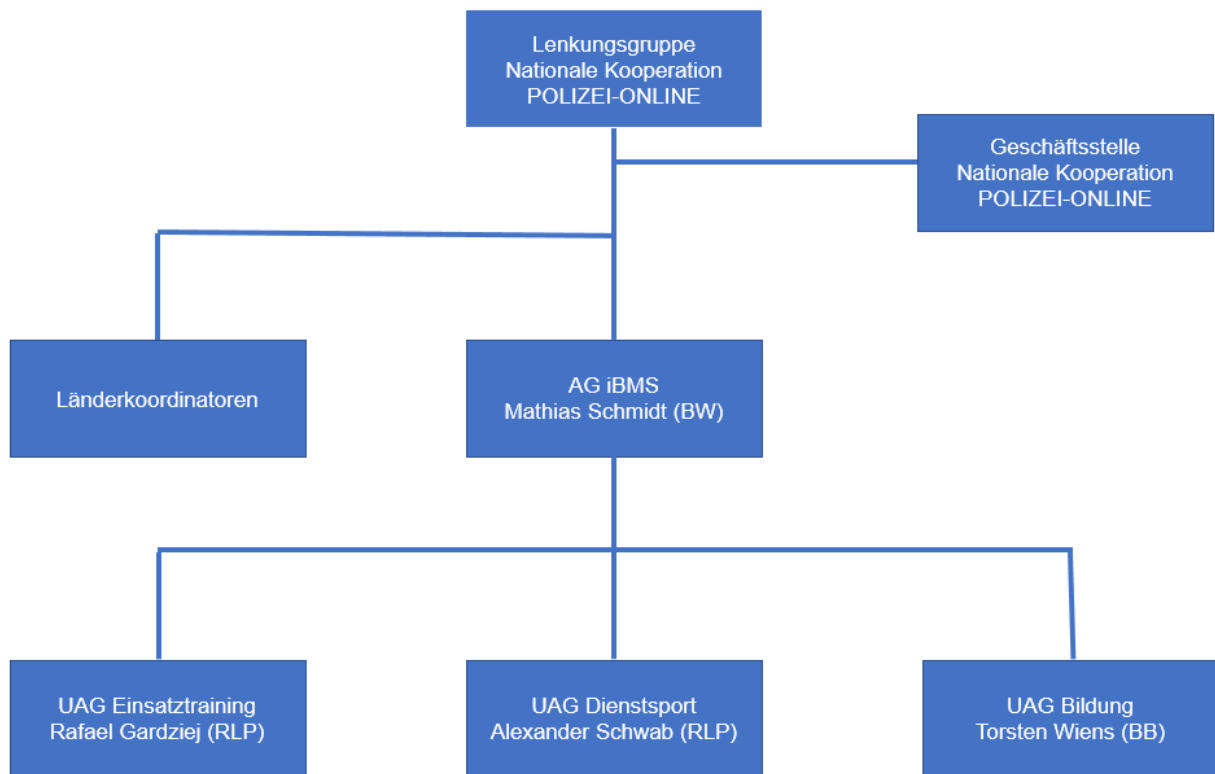 Lenkungsgruppe
Nationale Kooperation
POLIZEI-ONLINE
Geschäftsstelle
Nationale Kooperation
POLIZEI-ONLINE
Länderkoordinatoren
AG iBMS
Mathias Schmidt (BW)
UAG Einsatztraining
Rafael Gardziej (RLP)
UAG Dienstsport
Alexander Schwab (RLP)
UAG Bildung
Torsten Wiens (BB)